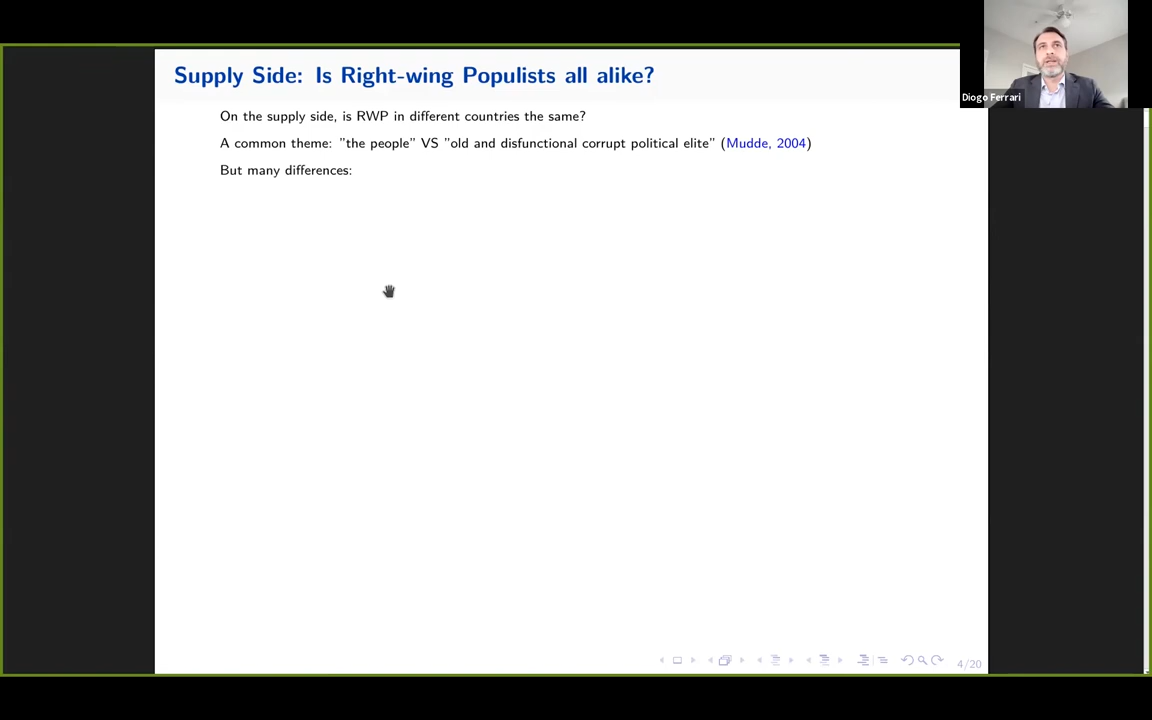 Supply Side: Is Right-wing Populists all alike?
On the supply side, is RWP in different countries the same?
A common theme: ”the people” VS ”old and disfunctional corrupt political elite” (Mudde, 2004)
But many differences:
Diogo Ferrari
4/20